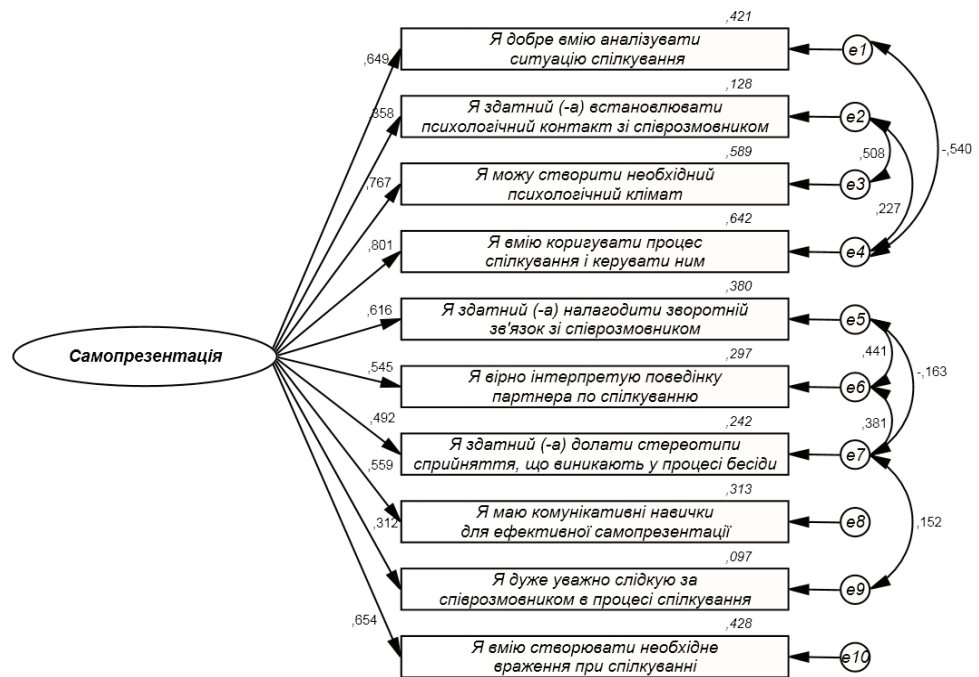 ,421
Я добре вмію аналізувати
ситуацію спілкування
e1
,649
,128
Я здатний (-а) встановлювати
психологічний контакт зі співрозмовником
e2
,358
,589
Я можу створити необхідний
психологічний клімат
e3
,767
,508
-,540
,227
,642
Я вмію коригувати процес
спілкування і керувати ним
e4
,801
,380
Я здатний (-а) налагодити зворотній
зв'язок зі співрозмовником
e5
,616
Самопрезентація
,297
Я вірно інтерпретую поведінку
партнера по спілкуванню
e6
,545
,441
-,163
,381
,242
Я здатний (-а) долати стереотипи
сприйняття, що виникають у процесі бесіди
e7
,492
,313
Я маю комунікативні навички
для ефективної самопрезентації
e8
,559
,152
,097
Я дуже уважно слідкую за
співрозмовником в процесі спілкування
e9
,312
,428
Я вмію створювати необхідне
враження при спілкуванні
e10
,654